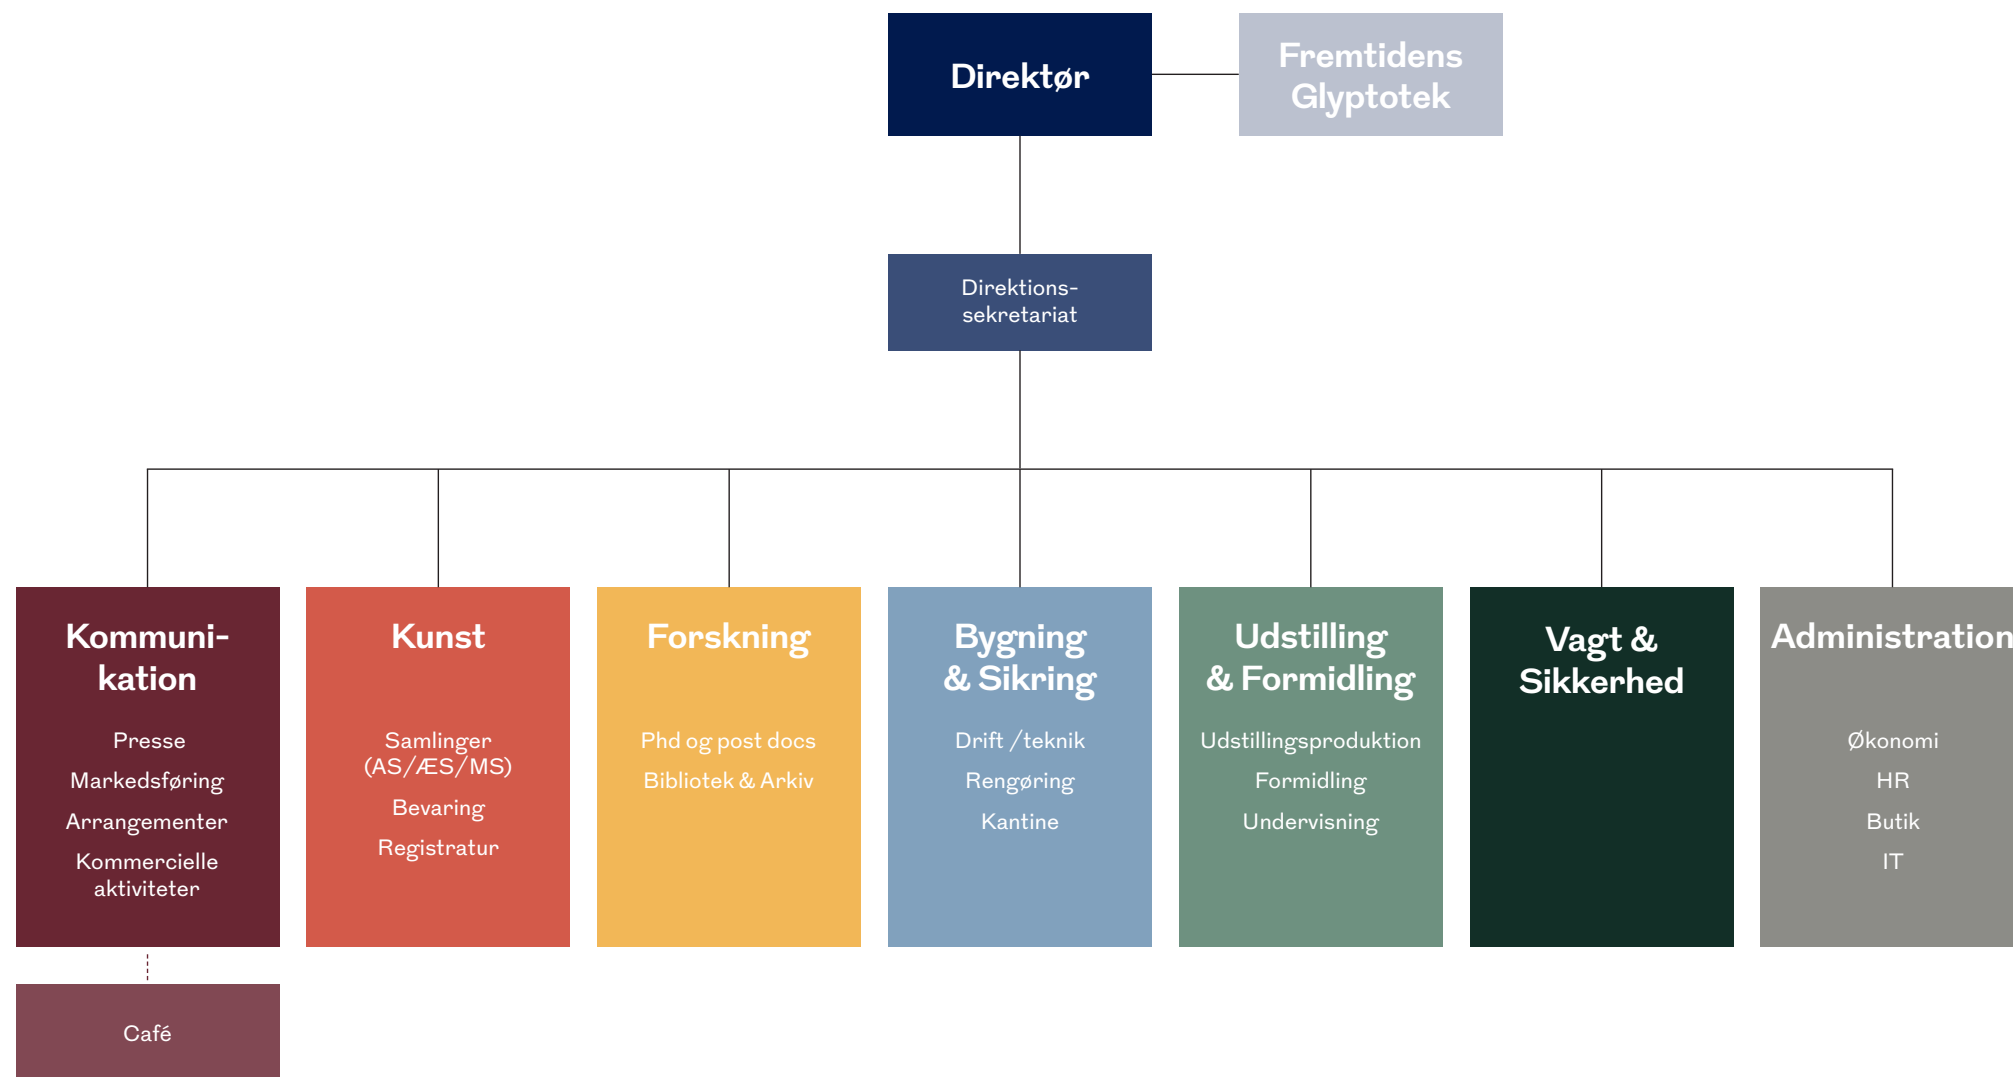 Direktør
Fremtidens
Glyptotek
Direktions-
sekretariat
Kommuni-
kation
Presse
Markedsføring
Arrangementer
Kommercielle
aktiviteter
Café
Kunst
Samlinger
(AS/ÆS/MS)
Bevaring
Registratur
Forskning
Phd og post docs
Bibliotek & Arkiv
Bygning
& Sikring
Drift /teknik
Rengøring
Kantine
Udstilling
& Formidling
Udstillingsproduktion
Formidling
Undervisning
Vagt &
Sikkerhed
Administration
Økonomi
HR
Butik
IT